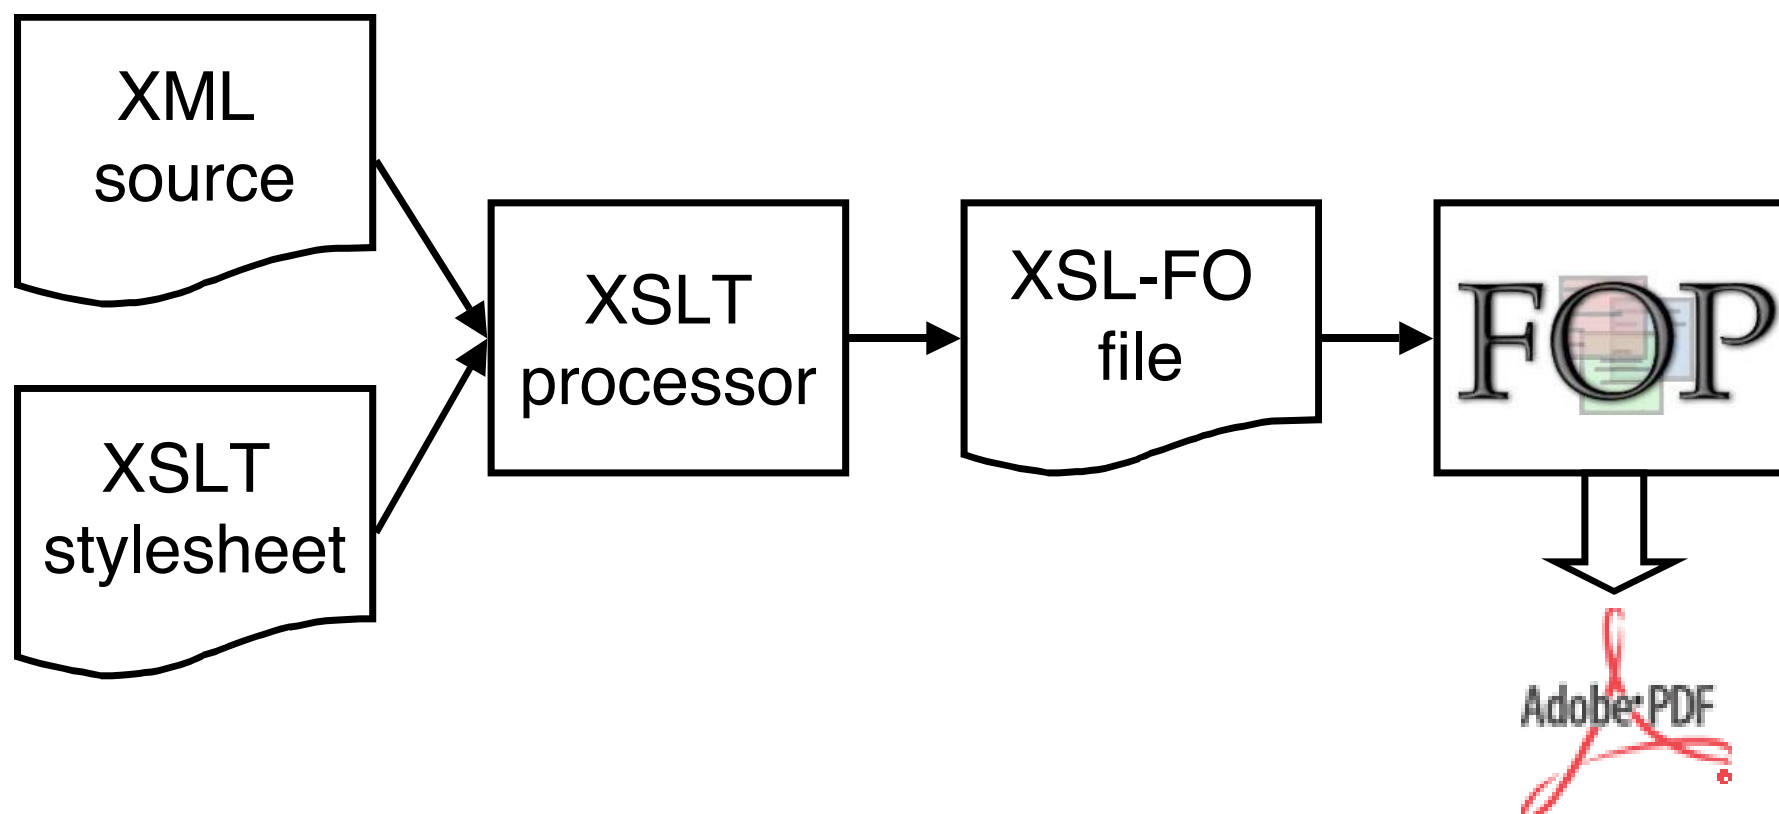 XML
source
XSLT
stylesheet
XSLT
processor
XSL-FO
file
FOP
Adobe PDF